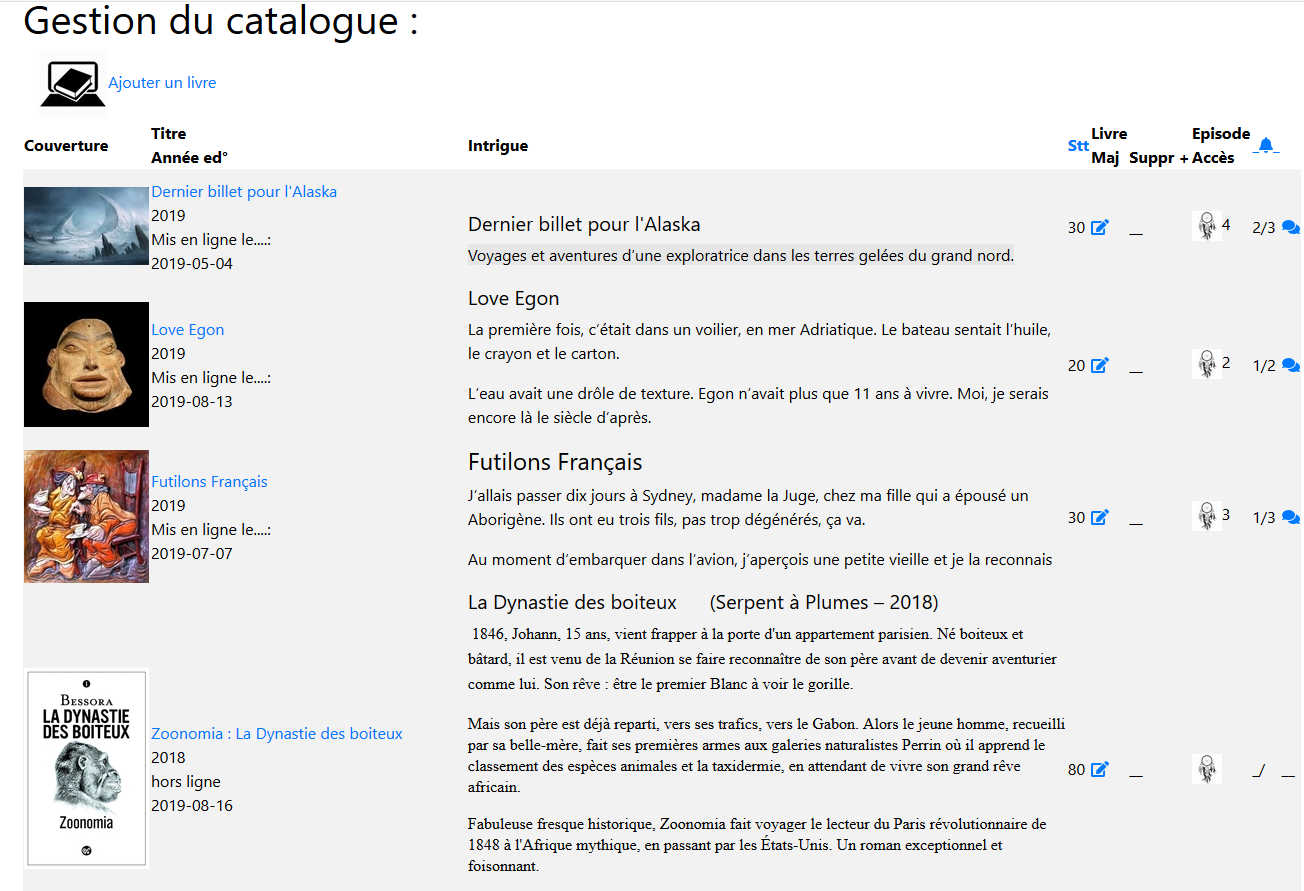 Gestion du catalogue :
Ajouter un livre
Couverture
Titre
Année ed°
Intrigue
Stt
Livre
Maj Suppr +
Episode
Accès
Dernier billet pour l'Alaska
2019
Mis en ligne le....:
2019-05-04
Dernier billet pour l'Alaska
Voyages et aventures d’une exploratrice dans les terres gelées du grand nord.
30 __ 4 2/3
Love Egon
2019
Mis en ligne le....:
2019-08-13
Love Egon
La première fois, c’était dans un voilier, en mer Adriatique. Le bateau sentait l’huile,
le crayon et le carton.
L’eau avait une drôle de texture. Egon n’avait plus que 11 ans à vivre. Moi, je serais
encore là le siècle d’après.
20 __ 2 1/2
Futilons Français
2019
Mis en ligne le....:
2019-07-07
Futilons Français
J’allais passer dix jours à Sydney, madame la Juge, chez ma fille qui a épousé un
Aborigène. Ils ont eu trois fils, pas trop dégénérés, ça va.
Au moment d’embarquer dans l’avion, j’aperçois une petite vieille et je la reconnais
30 __ 3 1/3
BESSORA
LA DYNASTIE
DES BOITEUX
Zoonomia
Zoonomia : La Dynastie des boiteux
2018
hors ligne
2019-08-16
La Dynastie des boiteux (Serpent à Plumes – 2018)
1846, Johann, 15 ans, vient frapper à la porte d'un appartement parisien. Né boiteux et
bâtard, il est venu de la Réunion se faire reconnaître de son père avant de devenir aventurier
comme lui. Son rêve : être le premier Blanc à voir le gorille.
Mais son père est déjà reparti, vers ses trafics, vers le Gabon. Alors le jeune homme, recueilli
par sa belle-mère, fait ses premières armes aux galeries naturalistes Perrin où il apprend le
classement des espèces animales et la taxidermie, en attendant de vivre son grand rêve
africain.
Fabuleuse fresque historique, Zoonomia fait voyager le lecteur du Paris révolutionnaire de
1848 à l'Afrique mythique, en passant par les États-Unis. Un roman exceptionnel et
foisonnant.
80 __ _/ __